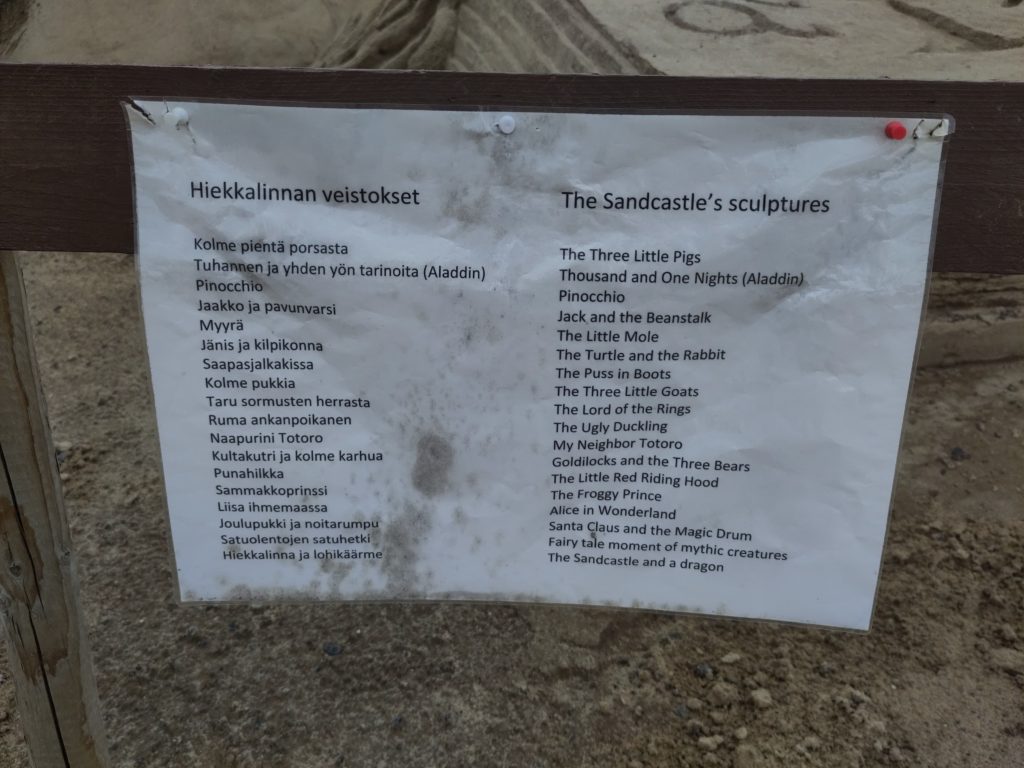 Hiekkalinnan veistokset
Kolme pientä porsasta
Tuhannen ja yhden yön tarinoita (Aladdin)
Pinocchio
Jaakko ja pavunvarsi
Myyrä
Jänis ja kilpikonna
Saapasjalkakissa
Kolme pukkia
Taru sormusten herrasta
Ruma ankanpoikanen
Naapurini Totoro
Kultakutri ja kolme karhua
Punahilkka
Sammakkoprinssi
Liisa ihmemaassa
Joulupukki ja noitarumpu
Satuolentojen satuhetki
Hiekkalinna ja lohikäärme
The Sandcastle's sculptures
The Three Little Pigs
Thousand and One Nights (Aladdin)
Pinocchio
Jack and the Beanstalk
The Little Mole
The Turtle and the Rabbit
The Puss in Boots
The Three Little Goats
The Lord of the Rings
The Ugly Duckling
My Neighbor Totoro
Goldilocks and the Three Bears
The Little Red Riding Hood
The Froggy Prince
Alice in Wonderland
Santa Claus and the Magic Drum
Fairy tale moment of mythic creatures
The Sandcastle and a dragon